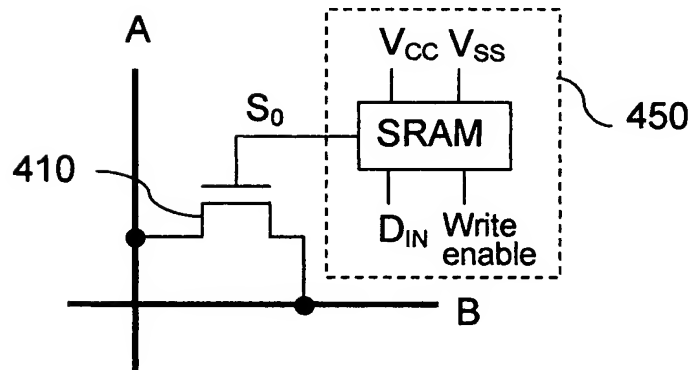 A
VCC VSS
S0
SRAM
450
410
DIN
Write
enable
B